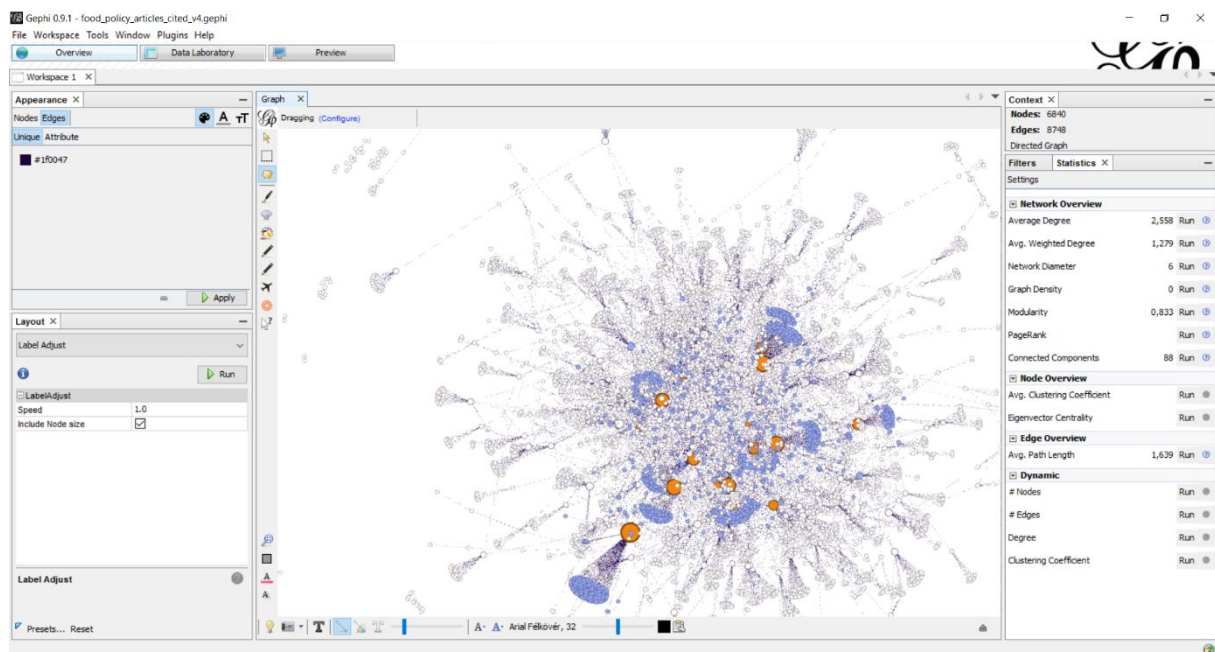 Gephi 0.9.1 - food_policy_articles_cited_v4.gephi
File Workspace Tools Window Plugins Help
Overview Data Laboratory Preview
Workspace 1
Appearance
Nodes Edges
Unique Attribute
#1f0047
Apply
Layout
Label Adjust
Run
LabelAdjust
Speed 1.0
Include Node size
Label Adjust
Presets... Reset
Graph
Dragging (Configure)
Arial Félkövér, 32
Context
Nodes: 6840
Edges: 8748
Directed Graph
Filters Statistics
Settings
Network Overview
Average Degree 2,558 Run
Avg. Weighted Degree 1,279 Run
Network Diameter 6 Run
Graph Density 0 Run
Modularity 0,833 Run
PageRank Run
Connected Components 88 Run
Node Overview
Avg. Clustering Coefficient Run
Eigenvector Centrality Run
Edge Overview
Avg. Path Length 1,639 Run
Dynamic
# Nodes Run
# Edges Run
Degree Run
Clustering Coefficient Run